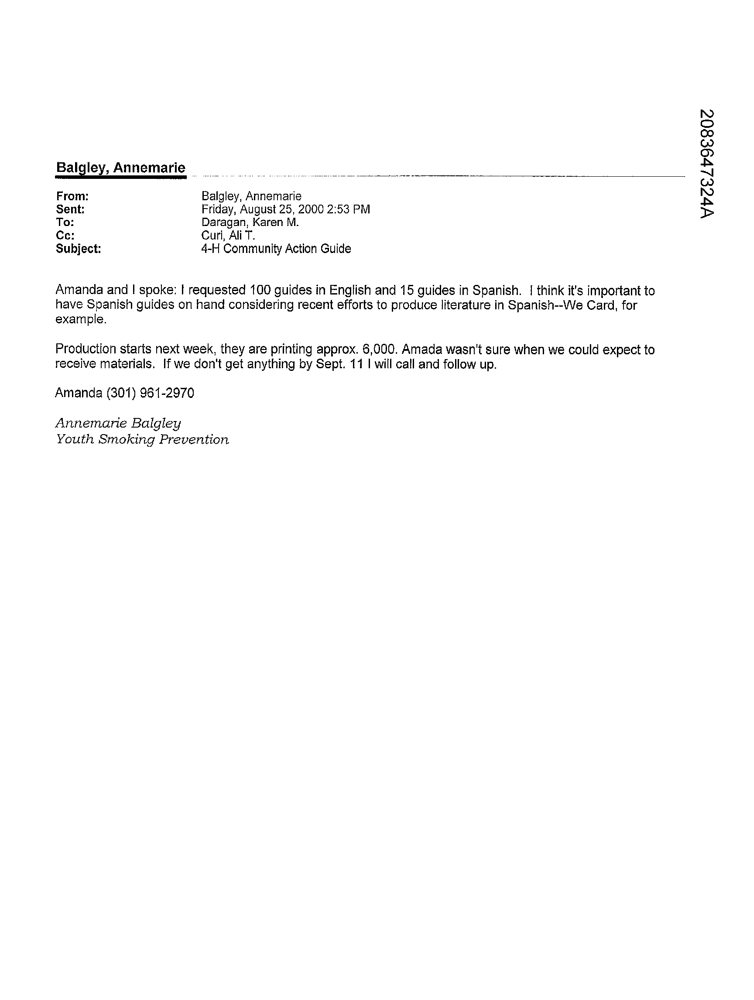 2083647324A
Balgley, Annemarie
From: Balgley, Annemarie
Sent: Friday, August 25, 2000 2:53 PM
To: Daragan, Karen M.
Cc: Curl, Ali T.
Subject: 4-H Community Action Guide
Amanda and I spoke: I requested 100 guides in English and 15 guides in Spanish. I think it's important to
have Spanish guides on hand considering recent efforts to produce literature in Spanish--We Card, for
example.
Production starts next week, they are printing approx. 6,000. Amada wasn't sure when we could expect to
receive materials. If we don't get anything by Sept. 11 I will call and follow up.
Amanda (301) 961-2970
Annemarie Balgley
Youth Smoking Prevention